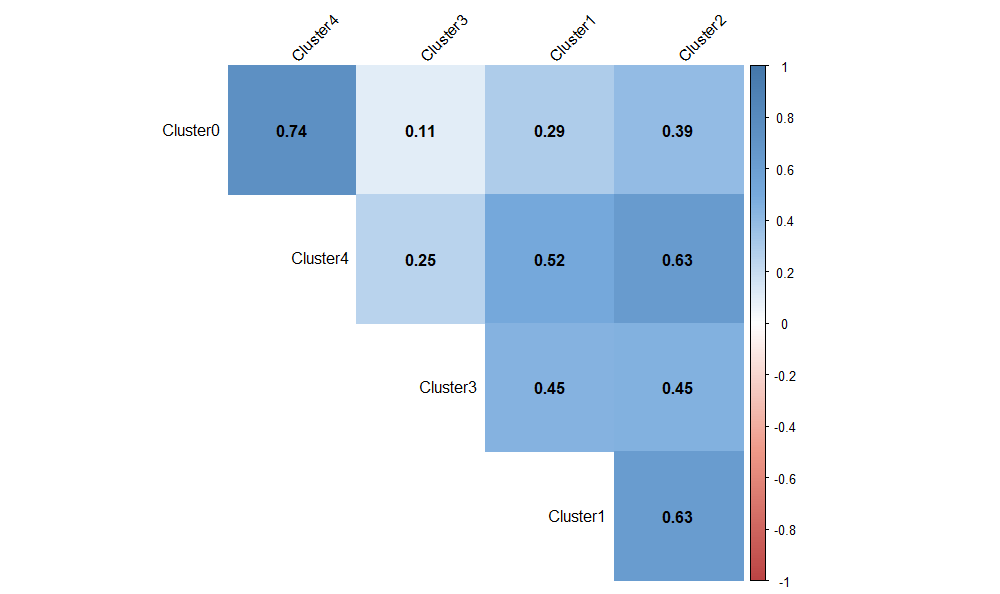 Cluster4 Cluster3 Cluster1 Cluster2
Cluster0 0.74 0.11 0.29 0.39
Cluster4 0.25 0.52 0.63
Cluster3 0.45 0.45
Cluster1 0.63
1
0.8
0.6
0.4
0.2
0
-0.2
-0.4
-0.6
-0.8
-1